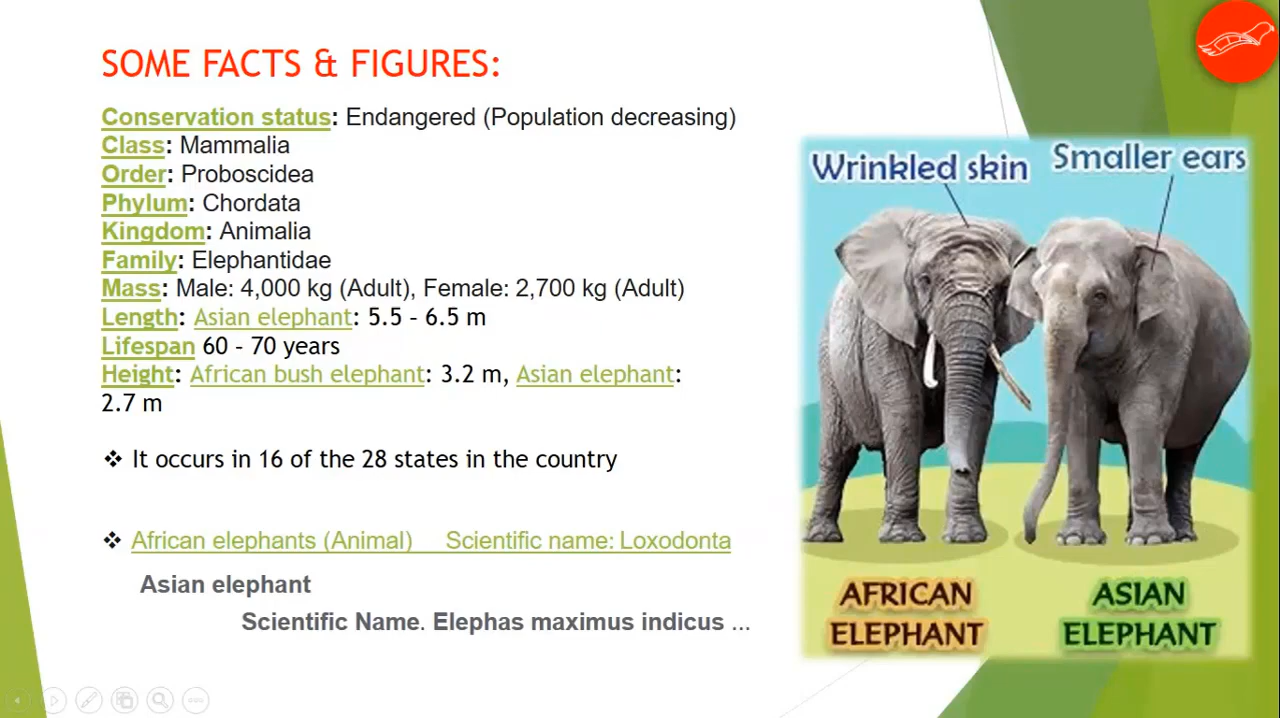 SOME FACTS & FIGURES:
Conservation status: Endangered (Population decreasing)
Class: Mammalia
Order: Proboscidea
Phylum: Chordata
Kingdom: Animalia
Family: Elephantidae
Mass: Male: 4,000 kg (Adult), Female: 2,700 kg (Adult)
Length: Asian elephant: 5.5 – 6.5 m
Lifespan 60 – 70 years
Height: African bush elephant: 3.2 m, Asian elephant:
2.7 m
❖ It occurs in 16 of the 28 states in the country
❖ African elephants (Animal) Scientific name: Loxodonta
Asian elephant
Scientific Name. Elephas maximus indicus ...
Wrinkled skin
Smaller ears
AFRICAN
ELEPHANT
ASIAN
ELEPHANT